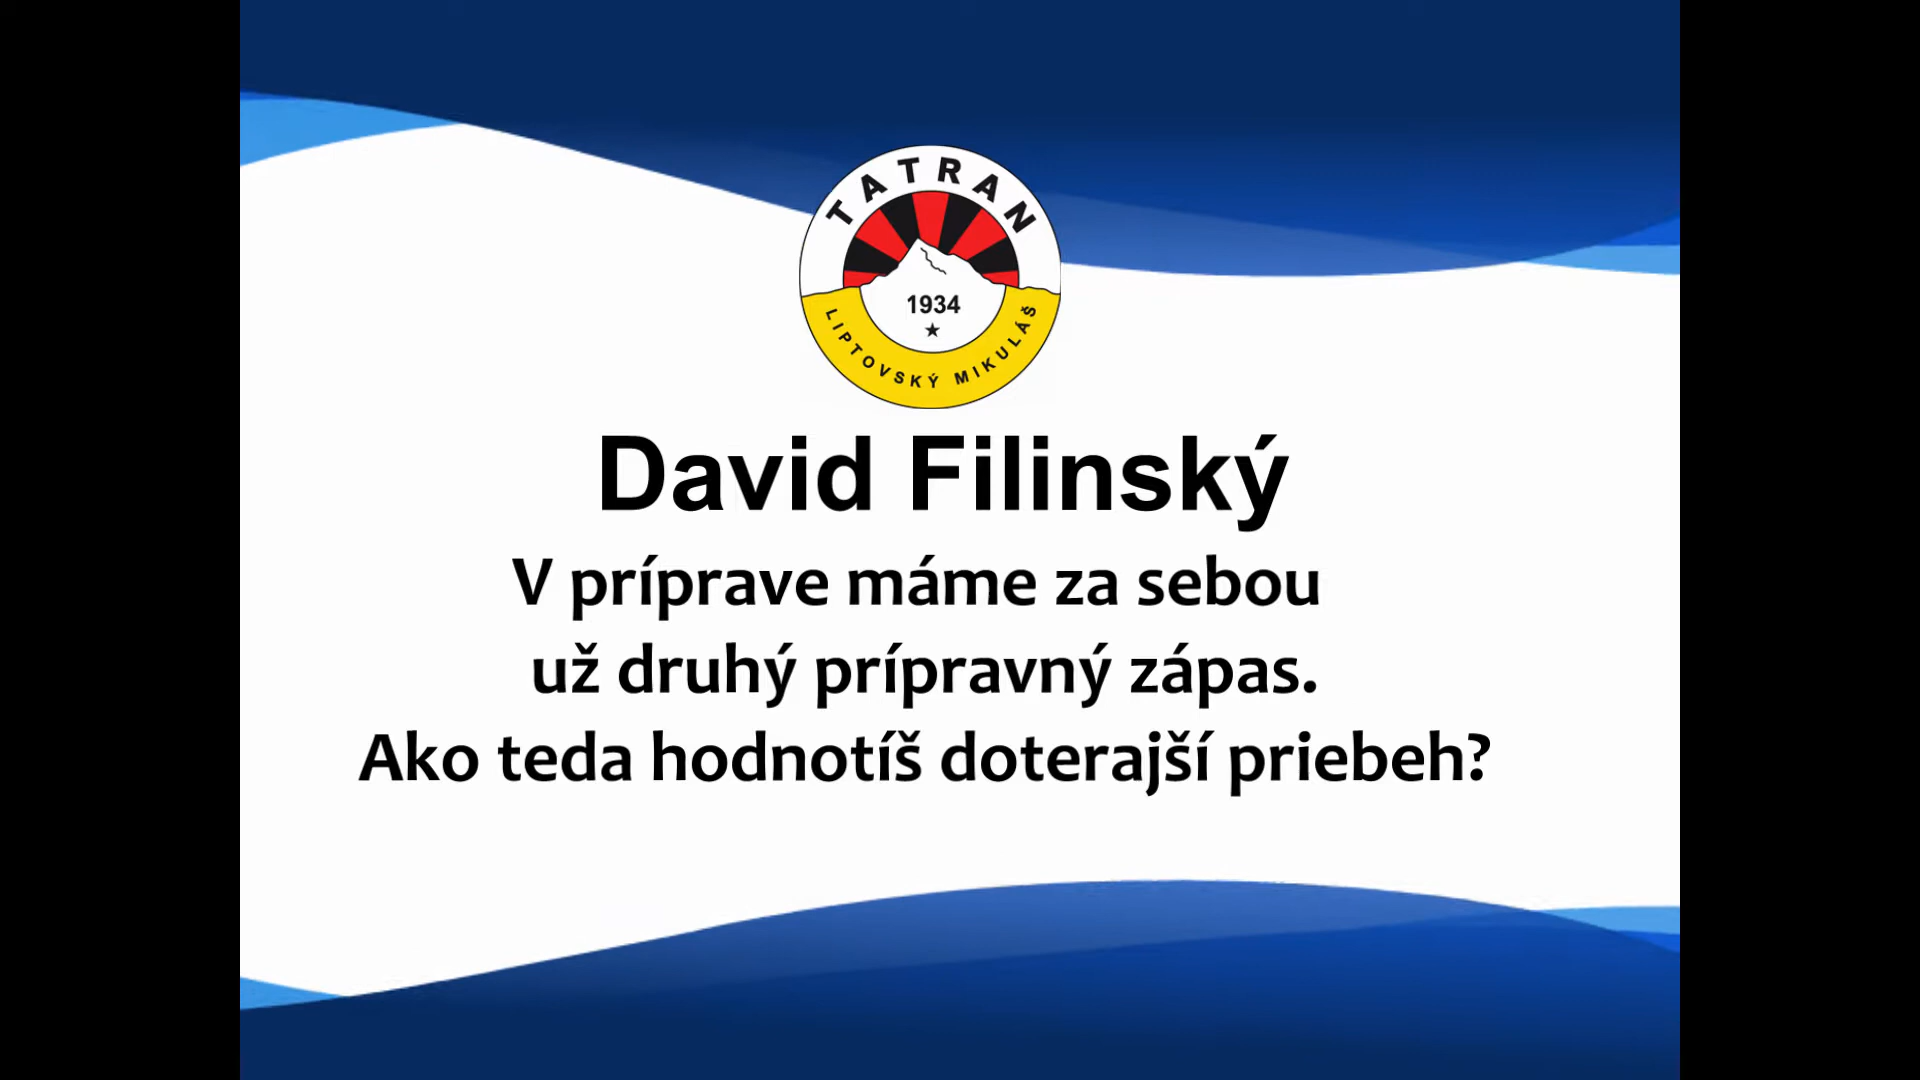 TATRAN
1934
LIPTOVSKÝ MIKULÁŠ
David Filinský
V príprave máme za sebou
už druhý prípravný zápas.
Ako teda hodnotíš doterajší priebeh?